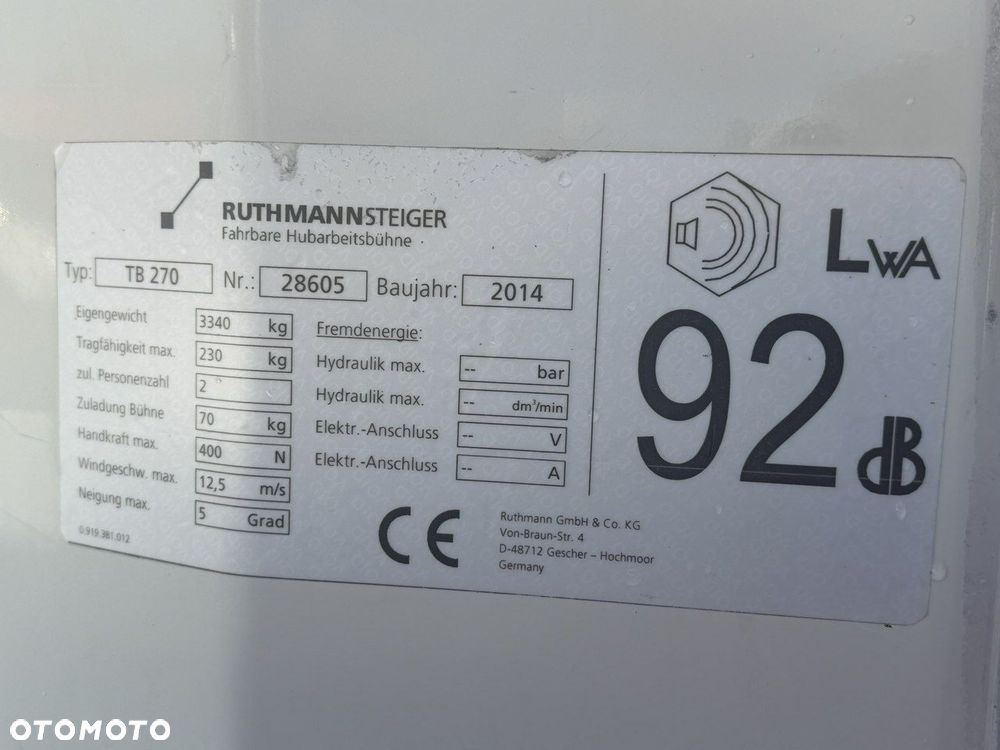 RUTHMANNSTEIGER
Fahrbare Hubarbeitsbühne
Typ: TB 270 Nr.: 28605 Baujahr: 2014
Eigengewicht 3340 kg
Tragfähigkeit max. 230 kg
zul. Personenzahl 2
Zuladung Bühne 70 kg
Handkraft max. 400 N
Windgeschw. max. 12,5 m/s
Neigung max. 5 Grad
0.919.381.012
Fremdenergie:
Hydraulik max. -- bar
Hydraulik max. -- dm³/min
Elektr.-Anschluss -- V
Elektr.-Anschluss -- A
CE
Ruthmann GmbH & Co. KG
Von-Braun-Str. 4
D-48712 Gescher – Hochmoor
Germany
LWA
92 dB
OTOMOTO